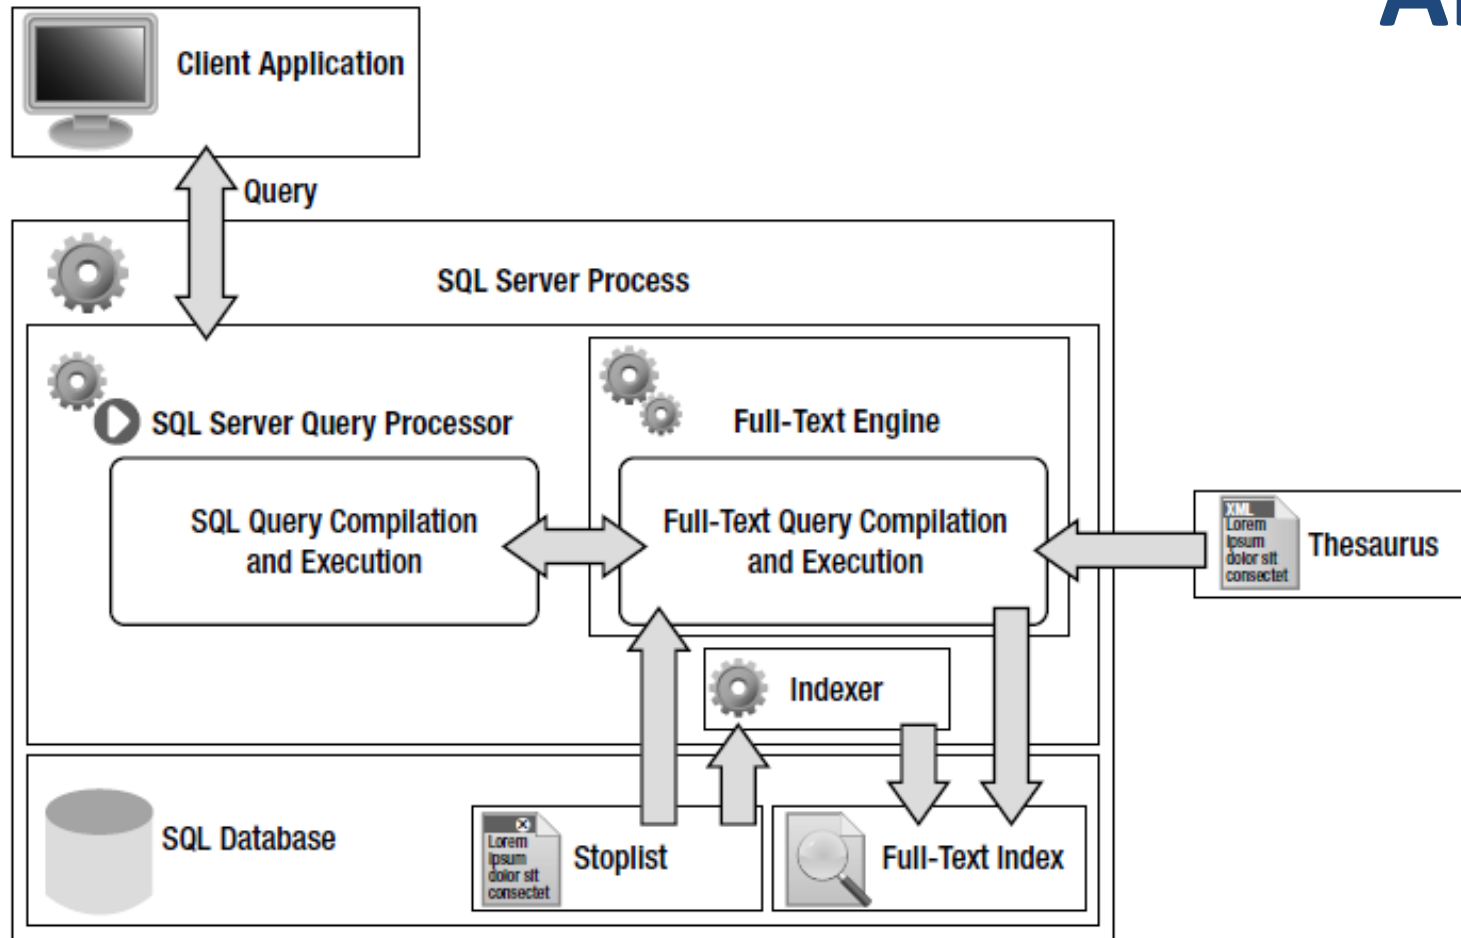 Client Application
Query
SQL Server Process
SQL Server Query Processor
Full-Text Engine
SQL Query Compilation
and Execution
Full-Text Query Compilation
and Execution
XML
Lorem
ipsum
dolor sit
consectet
Thesaurus
Indexer
SQL Database
Lorem
ipsum
dolor sit
consectet
Stoplist
Full-Text Index